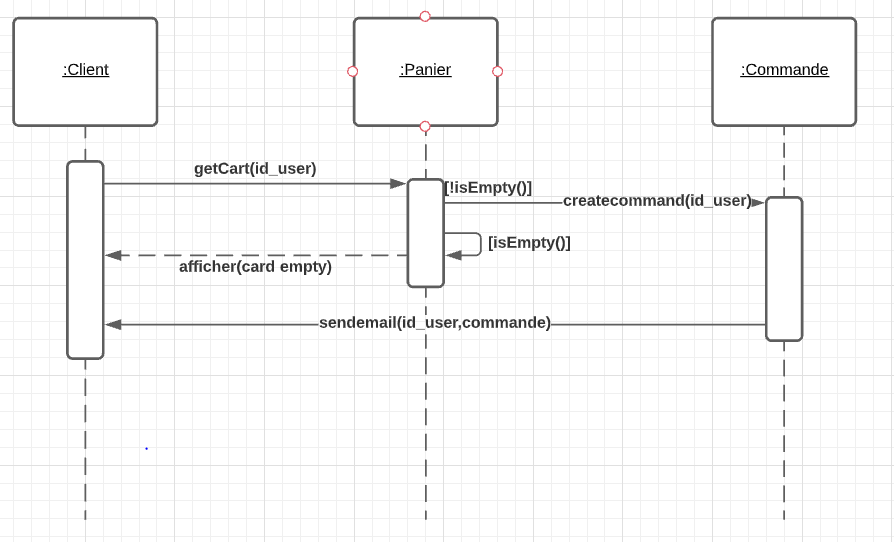 :Client
:Panier
:Commande
getCart(id_user)
[!isEmpty()]
createcommand(id_user)
[isEmpty()]
afficher(card empty)
sendemail(id_user,commande)